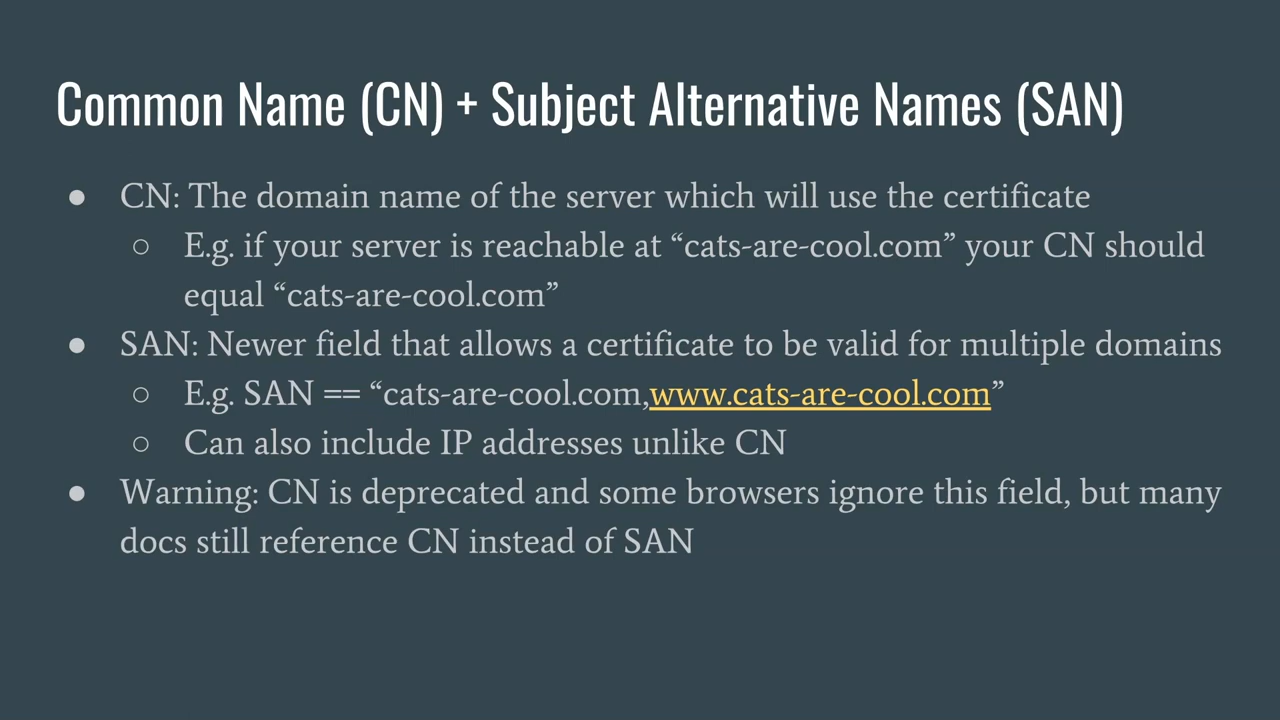 Common Name (CN) + Subject Alternative Names (SAN)
● CN: The domain name of the server which will use the certificate
○ E.g. if your server is reachable at “cats-are-cool.com” your CN should
equal “cats-are-cool.com”
● SAN: Newer field that allows a certificate to be valid for multiple domains
○ E.g. SAN == “cats-are-cool.com,www.cats-are-cool.com”
○ Can also include IP addresses unlike CN
● Warning: CN is deprecated and some browsers ignore this field, but many
docs still reference CN instead of SAN